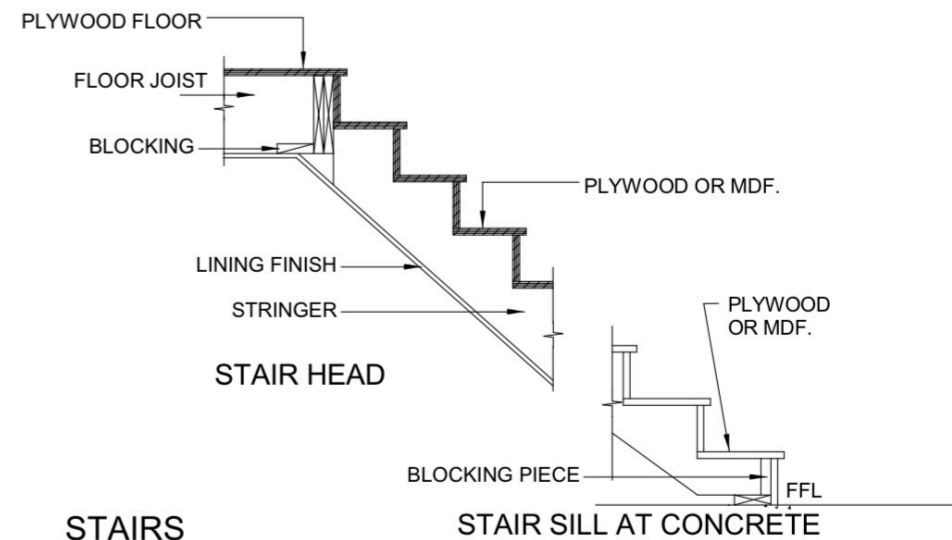 PLYWOOD FLOOR
FLOOR JOIST
BLOCKING
PLYWOOD OR MDF.
LINING FINISH
STRINGER
STAIR HEAD
PLYWOOD
OR MDF.
BLOCKING PIECE
FFL
STAIRS
STAIR SILL AT CONCRETE